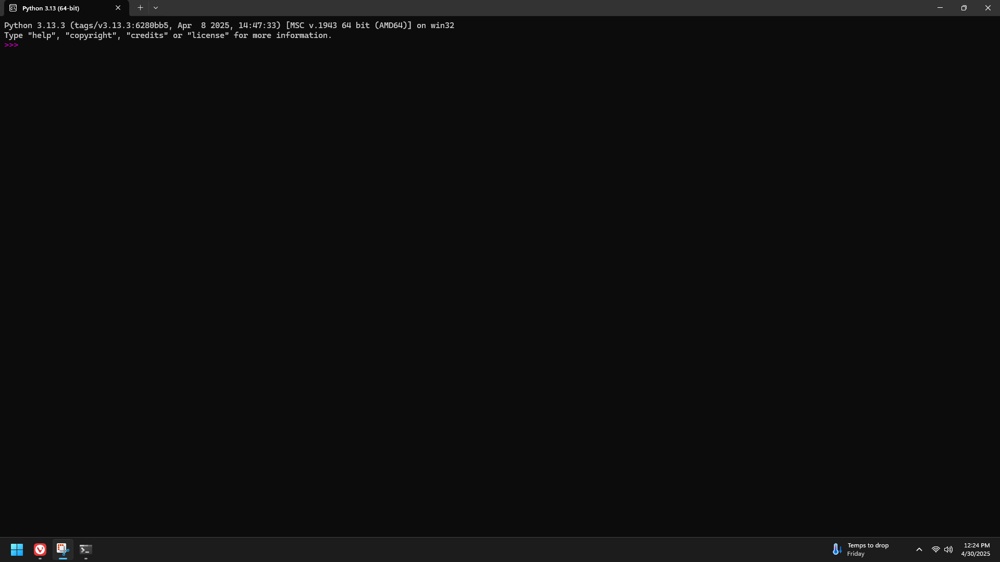 Python 3.13 (64-bit)
Python 3.13.3 (tags/v3.13.3:6280bb5, Apr  8 2025, 14:47:33) [MSC v.1943 64 bit (AMD64)] on win32
Type "help", "copyright", "credits" or "license" for more information.
>>>
Temps to drop
Friday
12:24 PM
4/30/2025